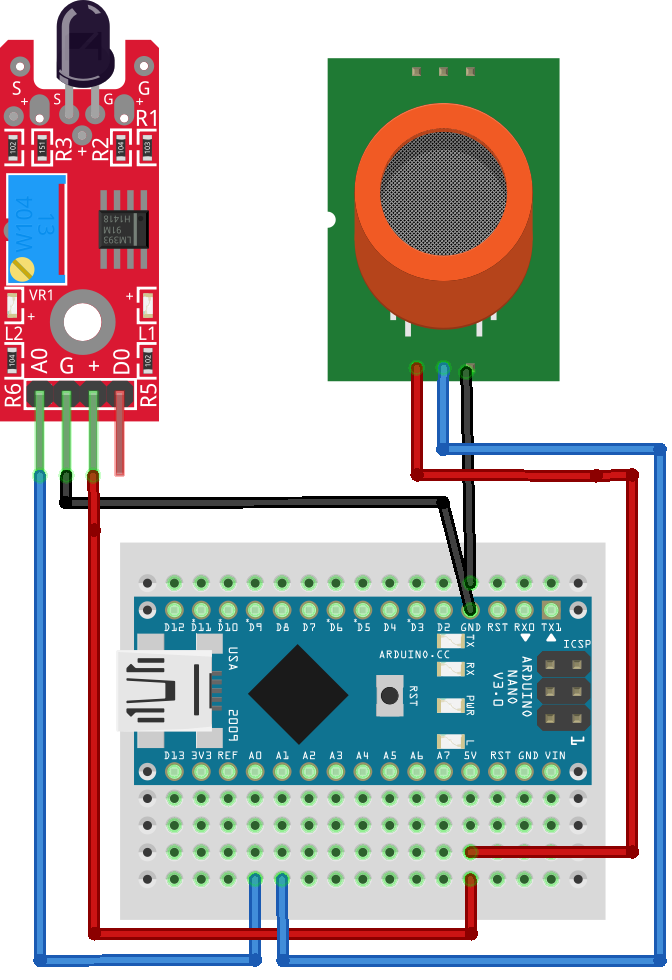 S
G
+
S
G
+
R1
102
151
R3
+
R2
104
103
W104
13
H1418
91M
LM393
VR1
+
+
L2
L1
104
102
A0
G
+
D0
R6
R5
D12
D11
D10
D9
D8
D7
D6
D5
D4
D3
D2
GND
RST
RX0
TX1
TX
RX
PWR
L
ICSP
1
ARDUINO.CC
ARDUINO
NANO
V3.0
RST
USA
2009
D13
3V3
REF
A0
A1
A2
A3
A4
A5
A6
A7
5V
RST
GND
VIN